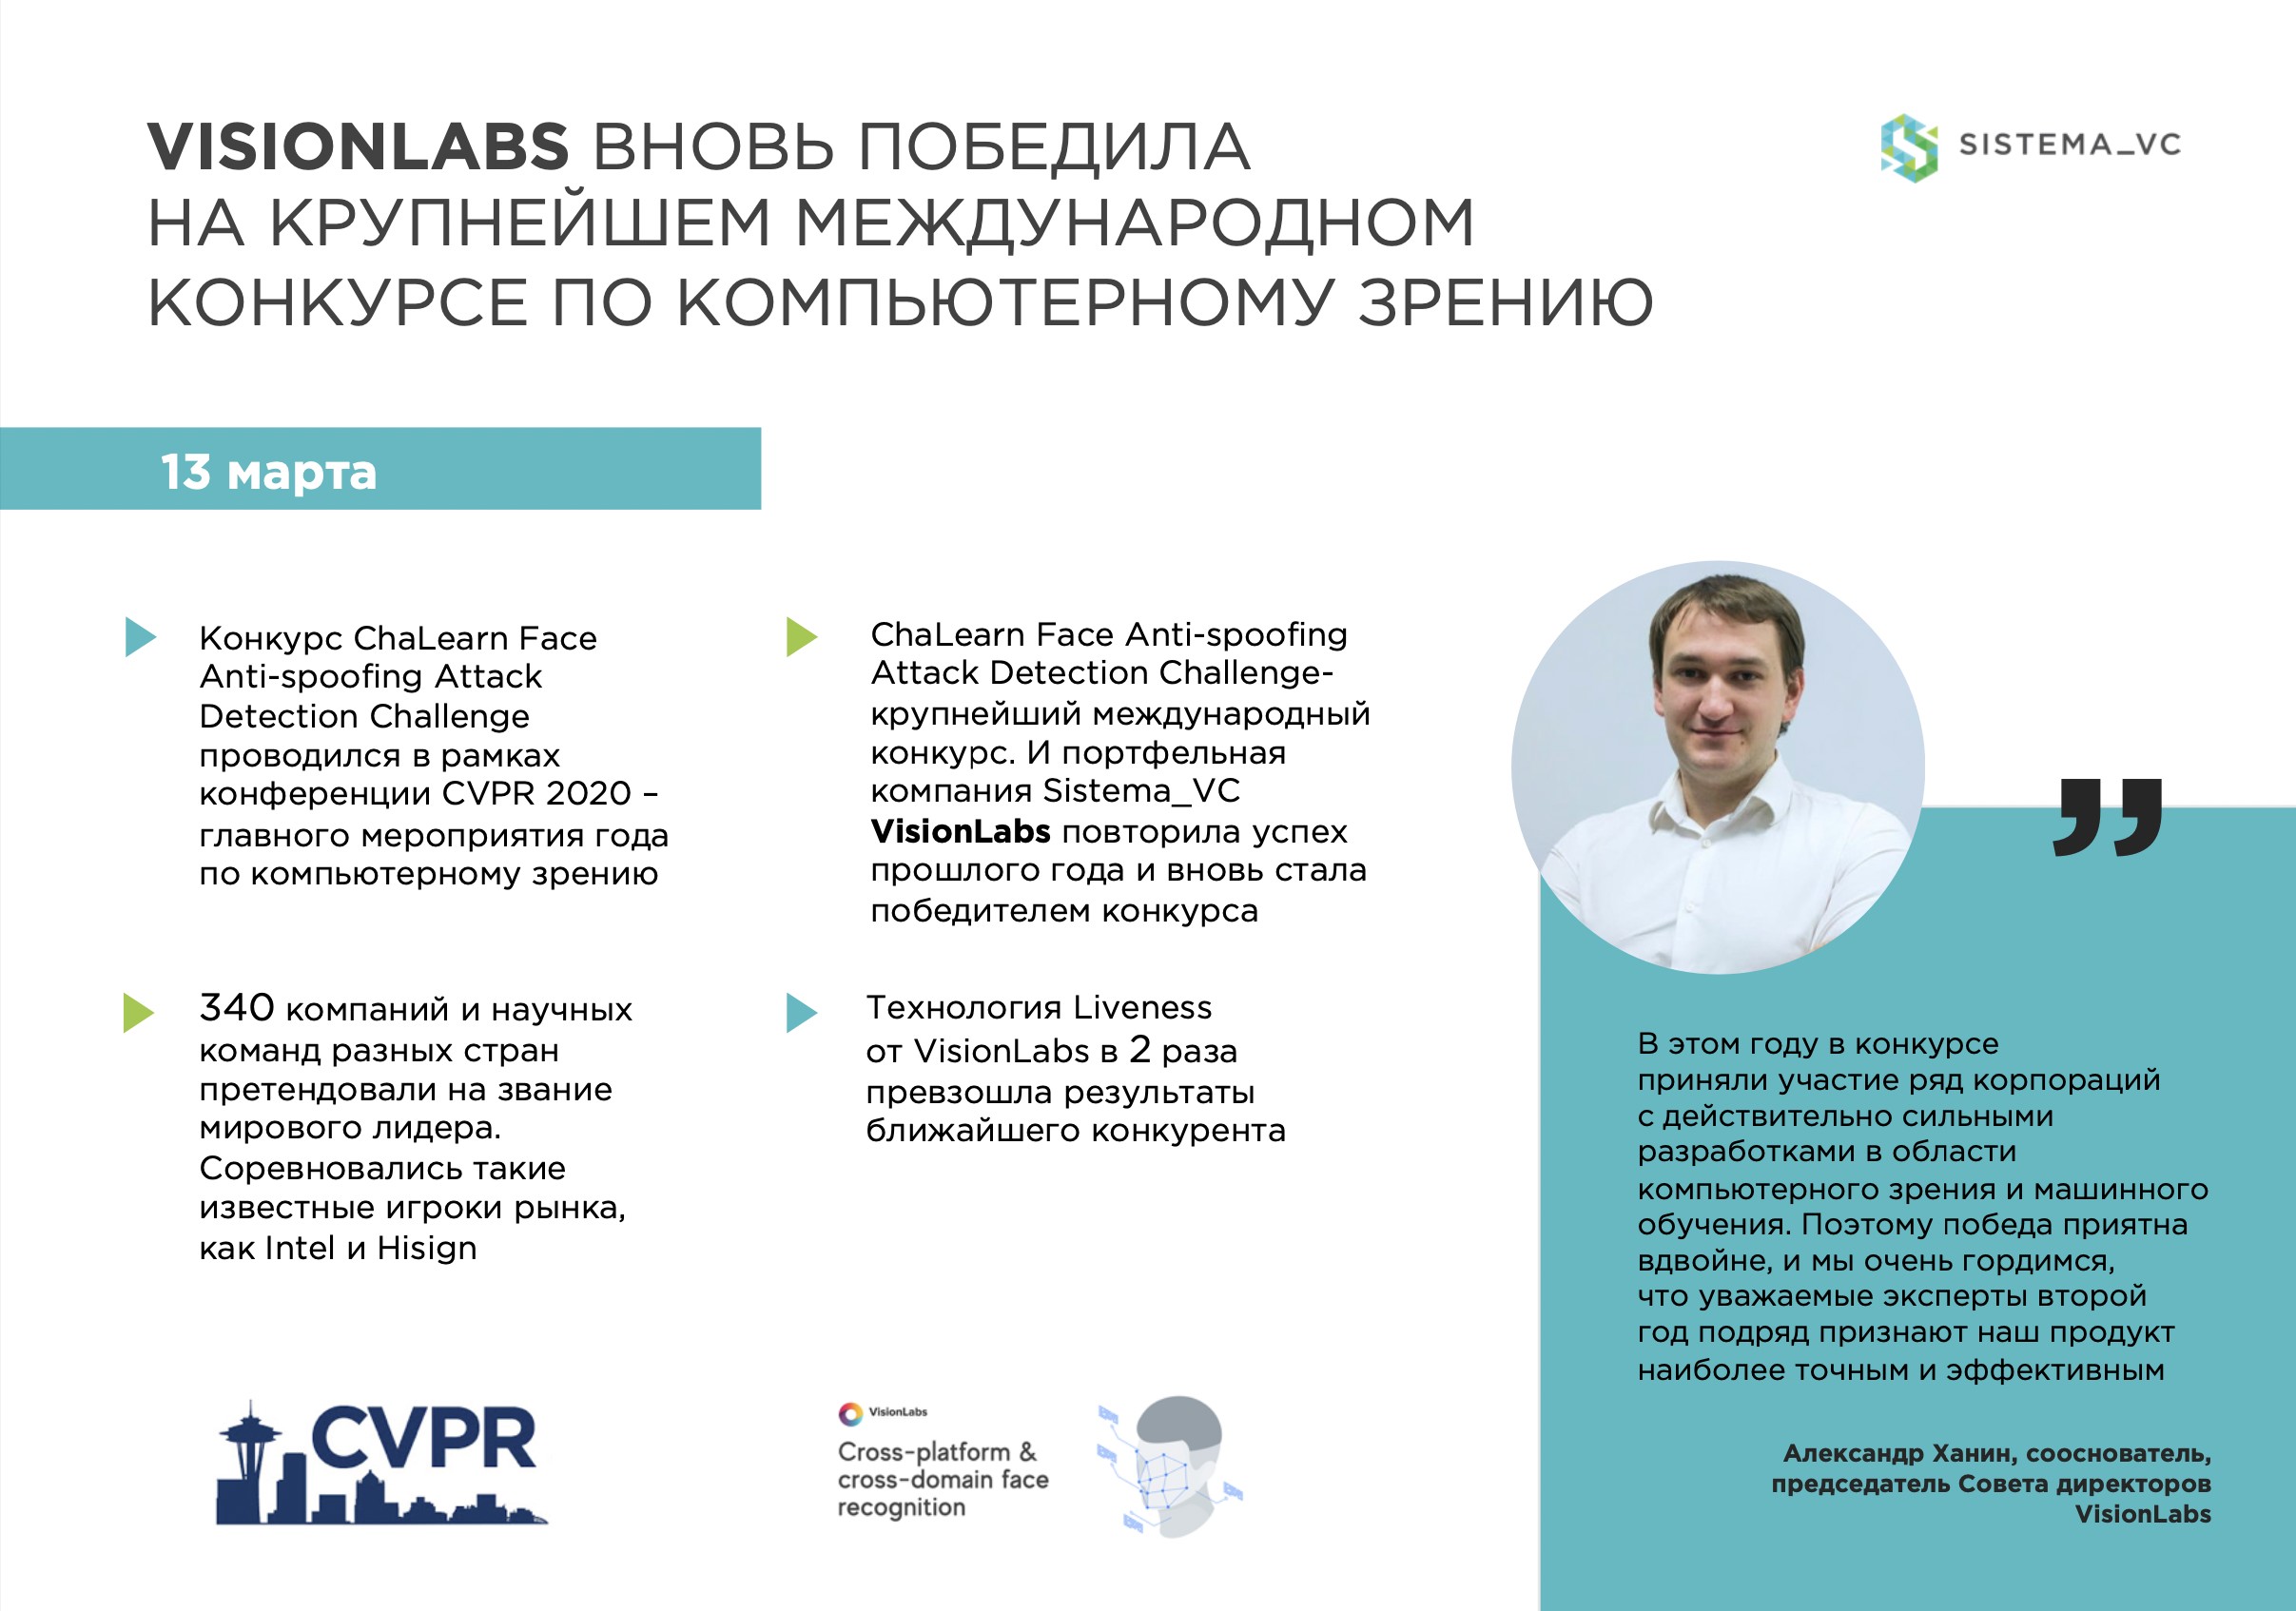 VISIONLABS ВНОВЬ ПОБЕДИЛА
НА КРУПНЕЙШЕМ МЕЖДУНАРОДНОМ
КОНКУРСЕ ПО КОМПЬЮТЕРНОМУ ЗРЕНИЮ
SISTEMA_VC
13 марта
Конкурс ChaLearn Face
Anti-spoofing Attack
Detection Challenge
проводился в рамках
конференции CVPR 2020 –
главного мероприятия года
по компьютерному зрению
ChaLearn Face Anti-spoofing
Attack Detection Challenge-
крупнейший международный
конкурс. И портфельная
компания Sistema_VC
VisionLabs повторила успех
прошлого года и вновь стала
победителем конкурса
340 компаний и научных
команд разных стран
претендовали на звание
мирового лидера.
Соревновались такие
известные игроки рынка,
как Intel и Hisign
Технология Liveness
от VisionLabs в 2 раза
превзошла результаты
ближайшего конкурента
”
В этом году в конкурсе
приняли участие ряд корпораций
с действительно сильными
разработками в области
компьютерного зрения и машинного
обучения. Поэтому победа приятна
вдвойне, и мы очень гордимся,
что уважаемые эксперты второй
год подряд признают наш продукт
наиболее точным и эффективным
Александр Ханин, сооснователь,
председатель Совета директоров
VisionLabs
CVPR
VisionLabs
Cross-platform &
cross-domain face
recognition